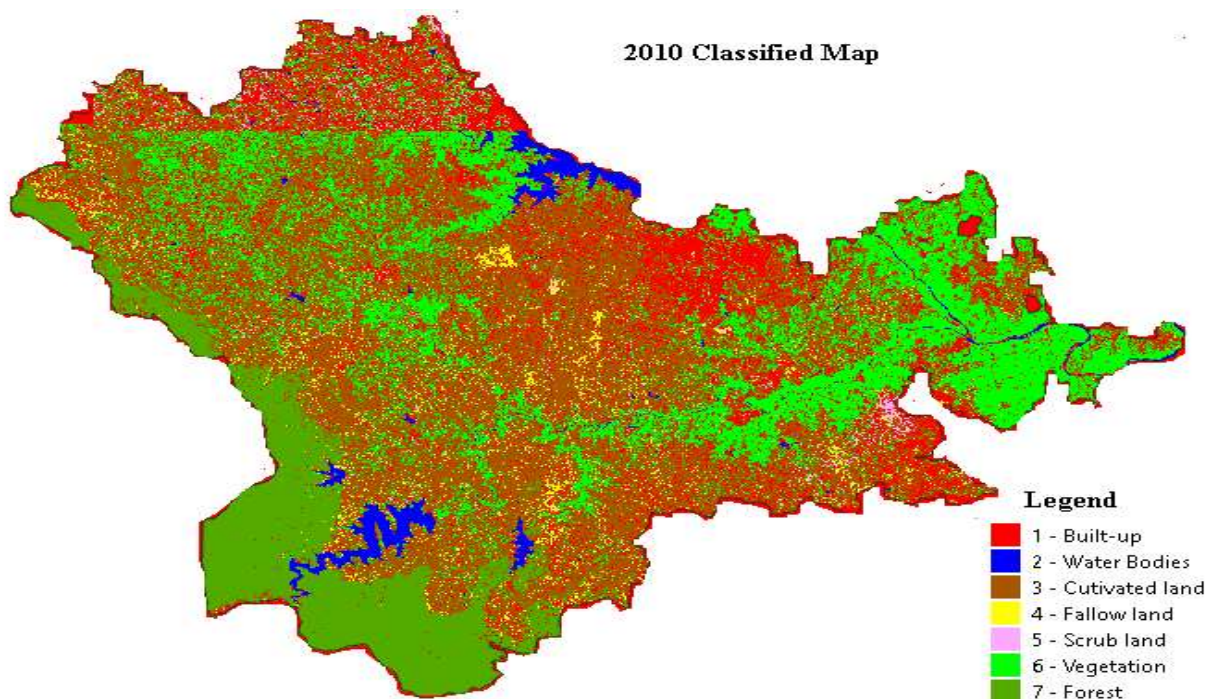 2010 Classified Map
Legend
1 - Built-up
2 - Water Bodies
3 - Cutivated land
4 - Fallow land
5 - Scrub land
6 - Vegetation
7 - Forest